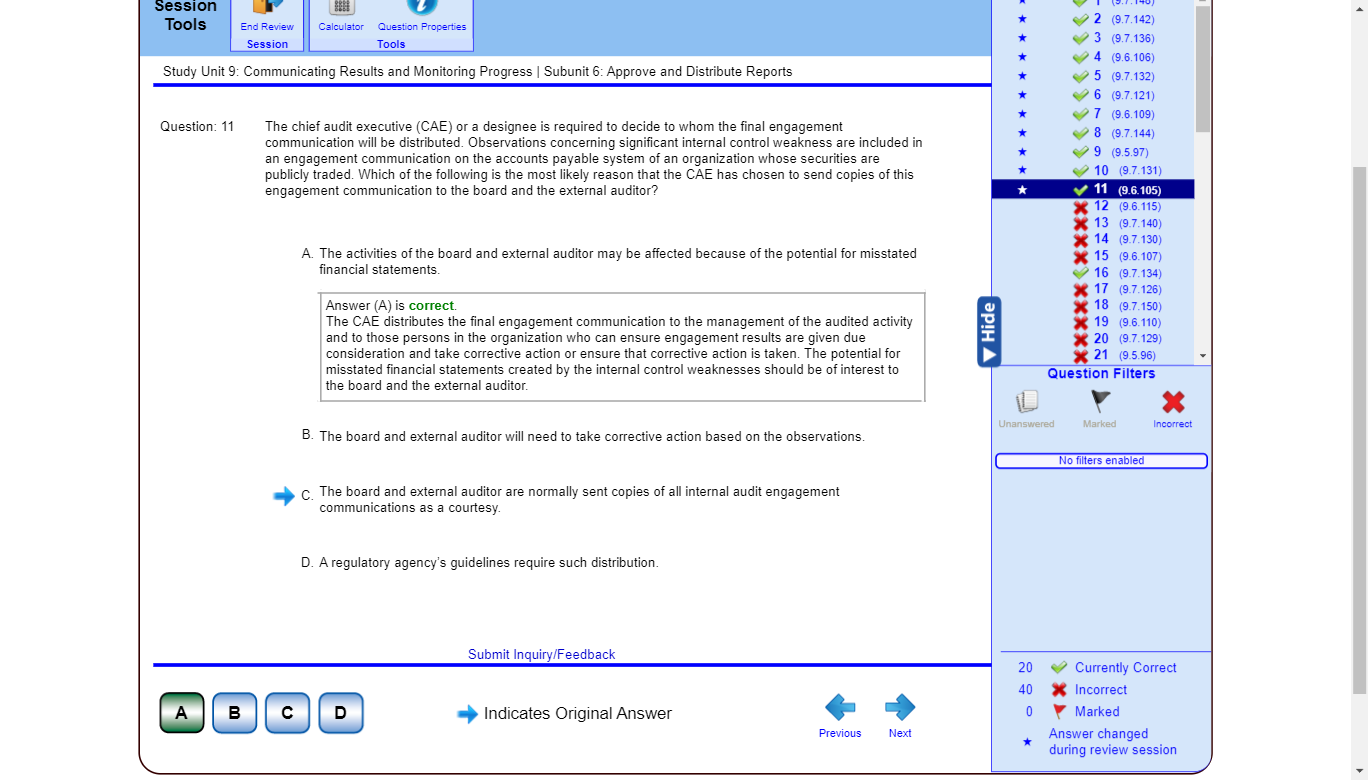 Session
Tools
End Review
Session
Calculator
Question Properties
Tools
Study Unit 9: Communicating Results and Monitoring Progress | Subunit 6: Approve and Distribute Reports
Question: 11
The chief audit executive (CAE) or a designee is required to decide to whom the final engagement
communication will be distributed. Observations concerning significant internal control weakness are included in
an engagement communication on the accounts payable system of an organization whose securities are
publicly traded. Which of the following is the most likely reason that the CAE has chosen to send copies of this
engagement communication to the board and the external auditor?
A. The activities of the board and external auditor may be affected because of the potential for misstated
financial statements.
Answer (A) is correct.
The CAE distributes the final engagement communication to the management of the audited activity
and to those persons in the organization who can ensure engagement results are given due
consideration and take corrective action or ensure that corrective action is taken. The potential for
misstated financial statements created by the internal control weaknesses should be of interest to
the board and the external auditor.
B. The board and external auditor will need to take corrective action based on the observations.
C. The board and external auditor are normally sent copies of all internal audit engagement
communications as a courtesy.
D. A regulatory agency's guidelines require such distribution.
Submit Inquiry/Feedback
A B C D
Indicates Original Answer
Previous
Next
2 (9.7.142)
3 (9.7.136)
4 (9.6.106)
5 (9.7.132)
6 (9.7.121)
7 (9.6.109)
8 (9.7.144)
9 (9.5.97)
10 (9.7.131)
11 (9.6.105)
12 (9.6.115)
13 (9.7.140)
14 (9.7.130)
15 (9.6.107)
16 (9.7.134)
17 (9.7.126)
18 (9.7.150)
19 (9.6.110)
20 (9.7.129)
21 (9.5.96)
Hide
Question Filters
Unanswered
Marked
Incorrect
No filters enabled
20 Currently Correct
40 Incorrect
0 Marked
Answer changed
during review session